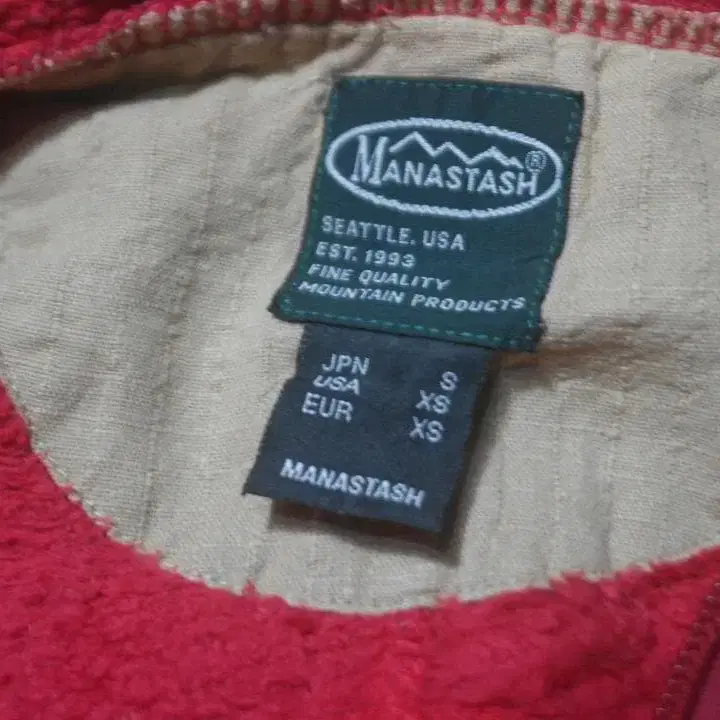 MANASTASH®
SEATTLE, USA
EST. 1993
FINE QUALITY
MOUNTAIN PRODUCTS
JPN S
USA XS
EUR XS
MANASTASH